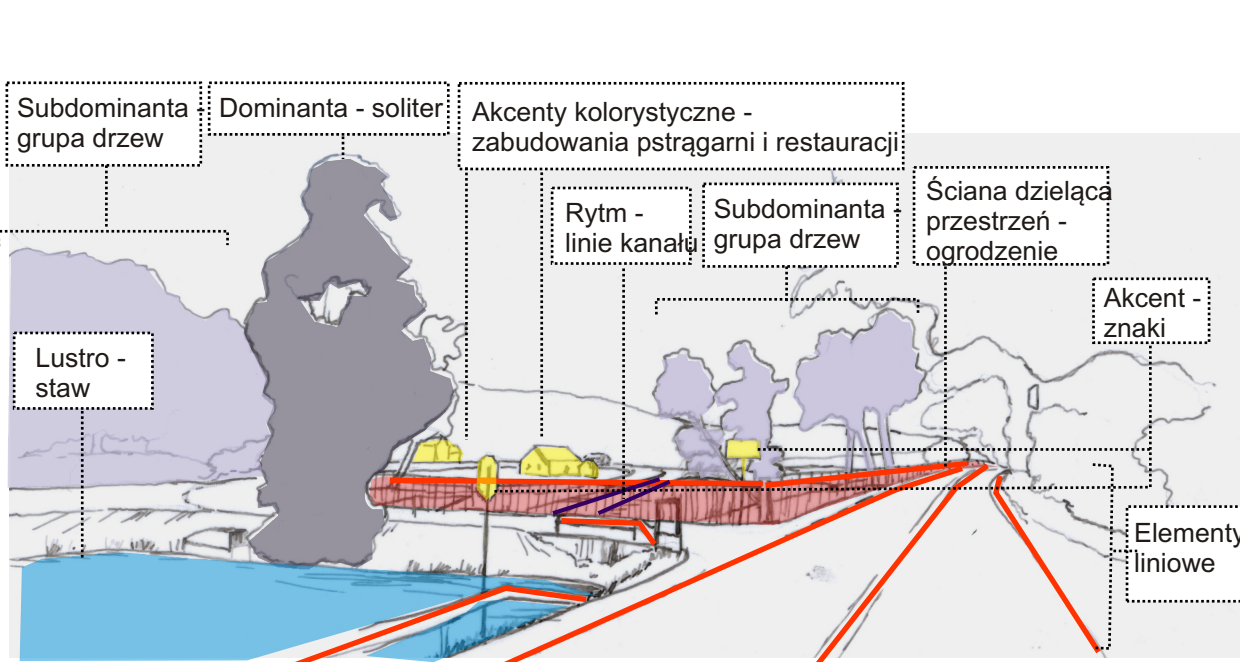 Subdominanta -
grupa drzew
Dominanta - soliter
Akcenty kolorystyczne -
zabudowania pstrągarni i restauracji
Rytm -
linie kanału
Subdominanta -
grupa drzew
Ściana dzieląca
przestrzeń -
ogrodzenie
Akcent -
znaki
Lustro -
staw
Elementy
liniowe